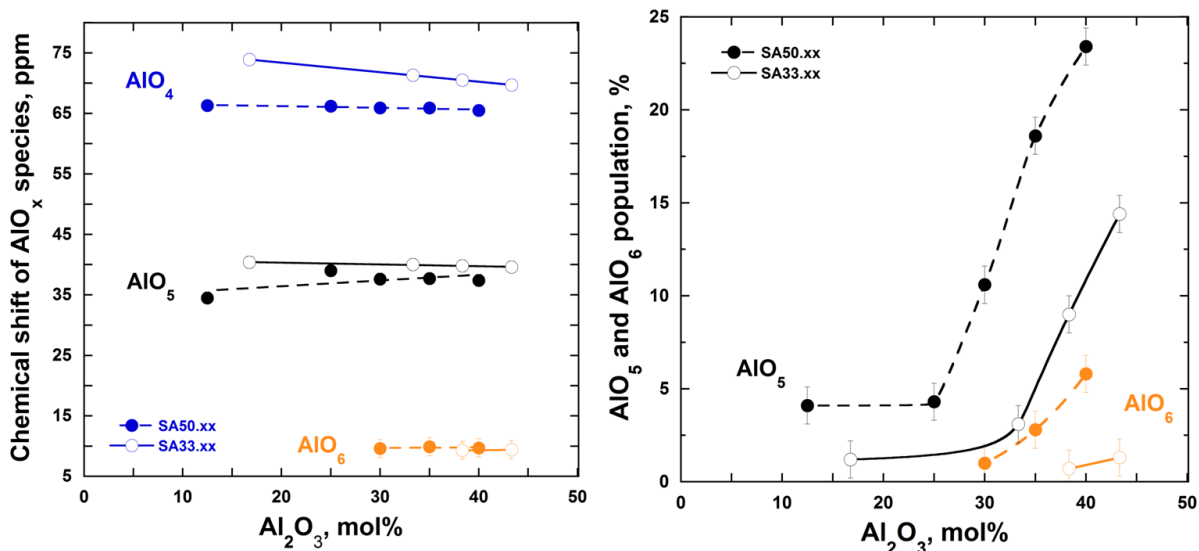 Chemical shift of AlOx species, ppm
75
65
55
45
35
25
15
5
AlO4
AlO5
AlO6
SA50.xx
SA33.xx
0 10 20 30 40 50
Al2O3, mol%
AlO5 and AlO6 population, %
25
20
15
10
5
0
SA50.xx
SA33.xx
AlO5
AlO6
0 10 20 30 40 50
Al2O3, mol%